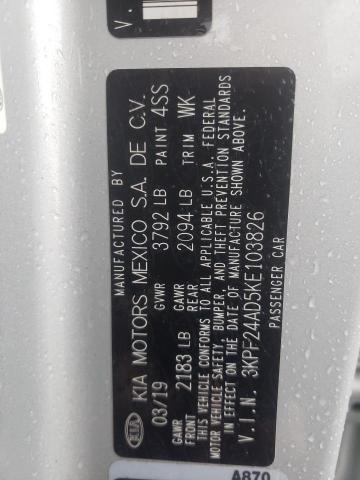 MANUFACTURED BY
KIA
KIA MOTORS MEXICO S.A. DE C.V.
03/19 GVWR 3792 LB PAINT 4SS
GAWR FRONT 2183 LB GAWR REAR 2094 LB TRIM WK
THIS VEHICLE CONFORMS TO ALL APPLICABLE U.S.A. FEDERAL
MOTOR VEHICLE SAFETY, BUMPER, AND THEFT PREVENTION STANDARDS
IN EFFECT ON THE DATE OF MANUFACTURE SHOWN ABOVE.
V.I.N. 3KPF24AD5KE103826
PASSENGER CAR
V.
A870